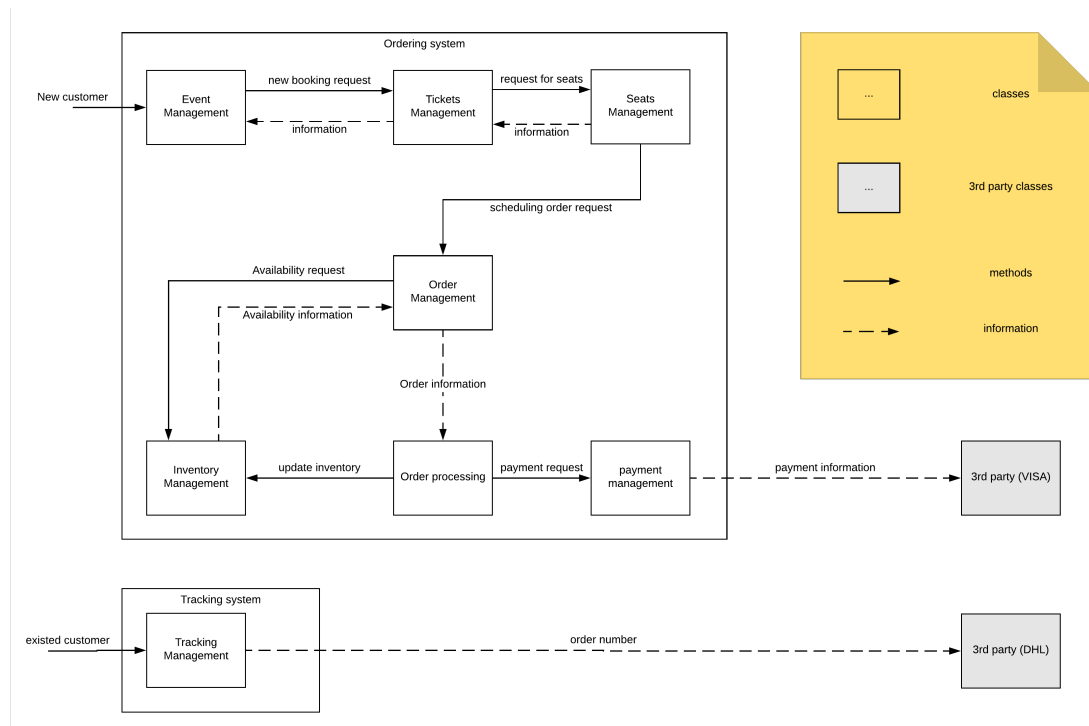 Ordering system
New customer
Event
Management
new booking request
information
Tickets
Management
request for seats
information
Seats
Management
scheduling order request
Availability request
Availability information
Order
Management
Order information
Inventory
Management
update inventory
Order processing
payment request
payment
management
payment information
3rd party (VISA)
Tracking system
existed customer
Tracking
Management
order number
3rd party (DHL)
...
classes
...
3rd party classes
methods
information